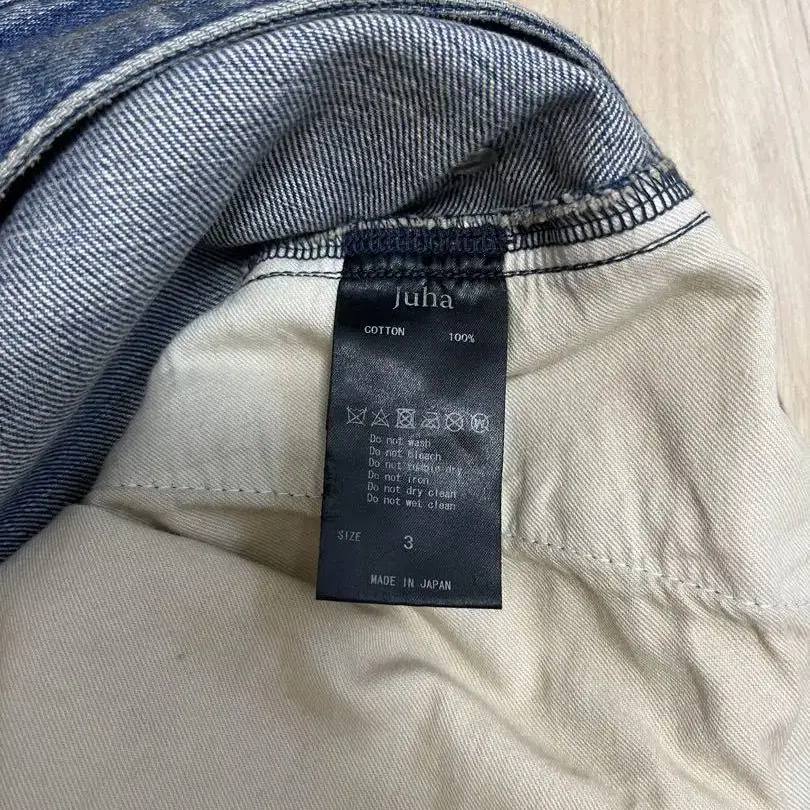 Juha
COTTON 100%
Do not wash
Do not bleach
Do not tumble dry
Do not iron
Do not dry clean
Do not wet clean
SIZE 3
MADE IN JAPAN